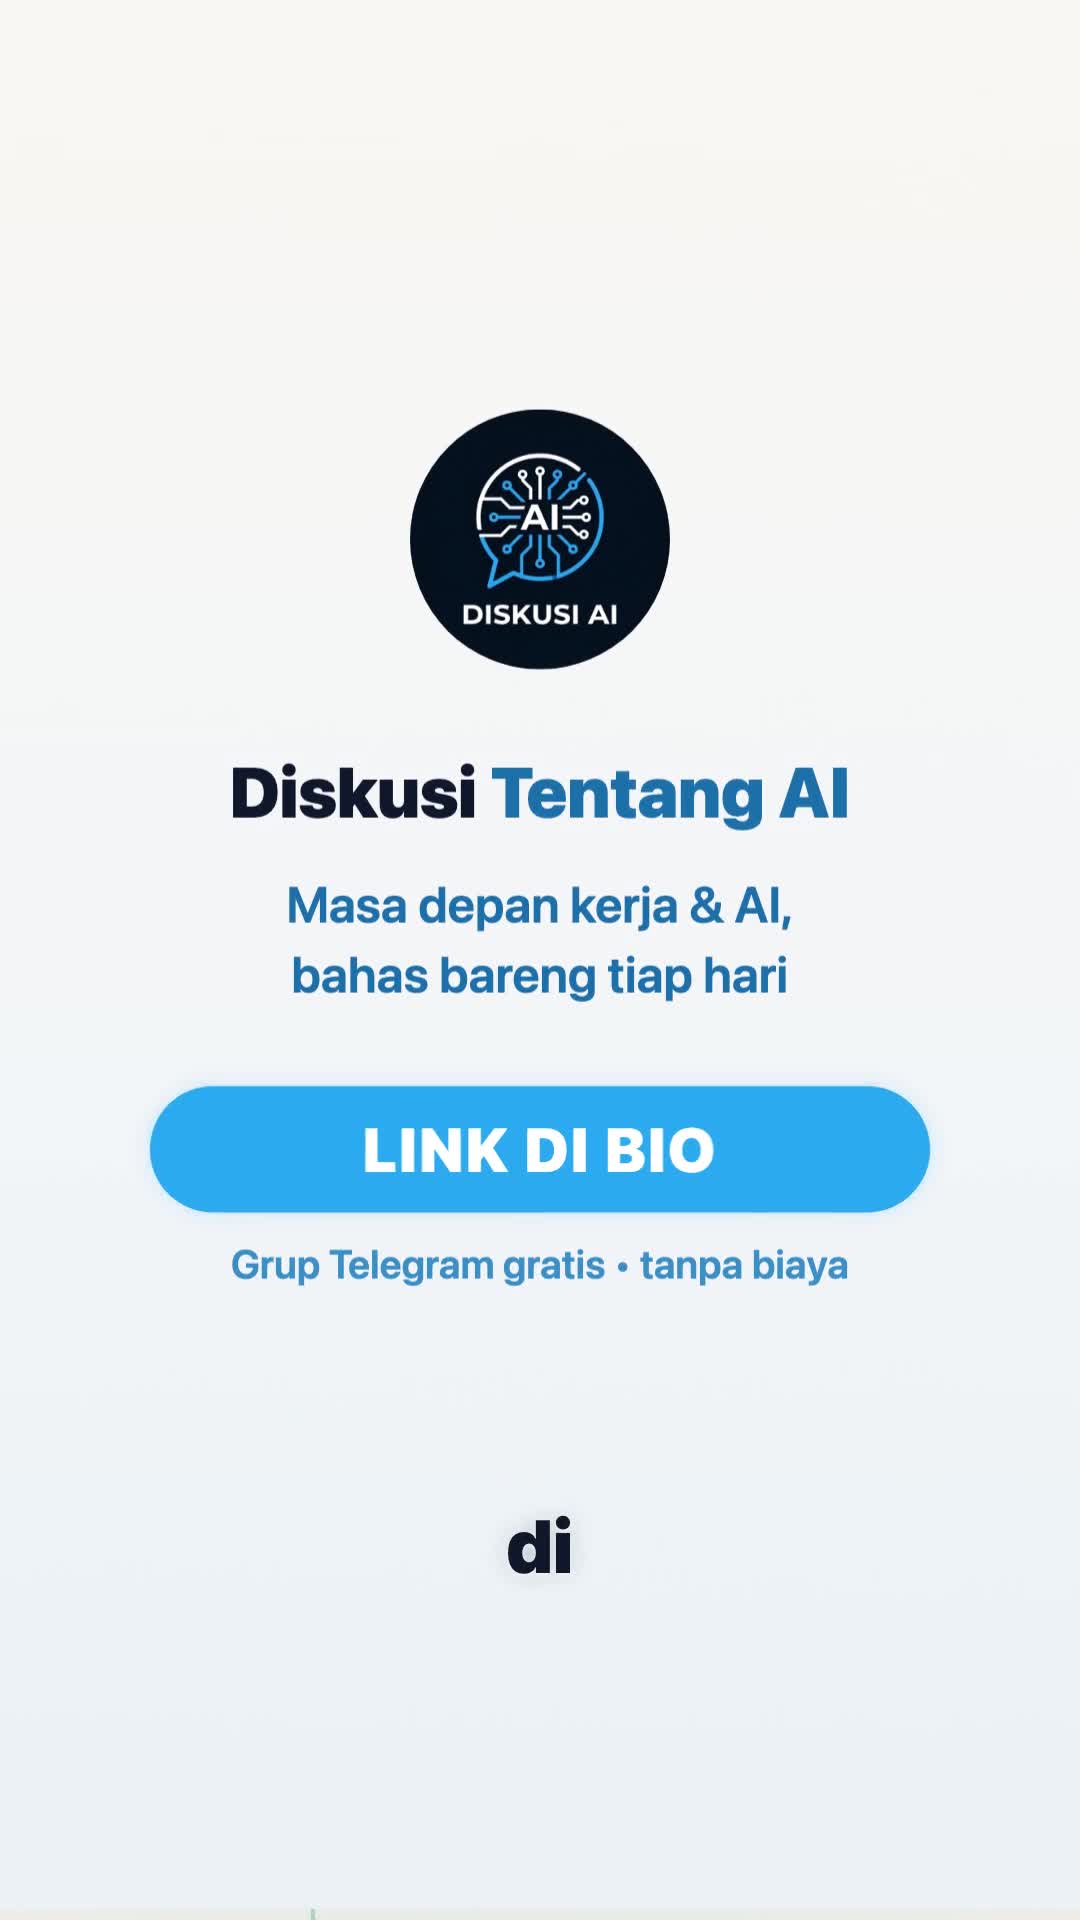 AI
DISKUSI AI
Diskusi Tentang AI
Masa depan kerja & AI,
bahas bareng tiap hari
LINK DI BIO
Grup Telegram gratis • tanpa biaya
di